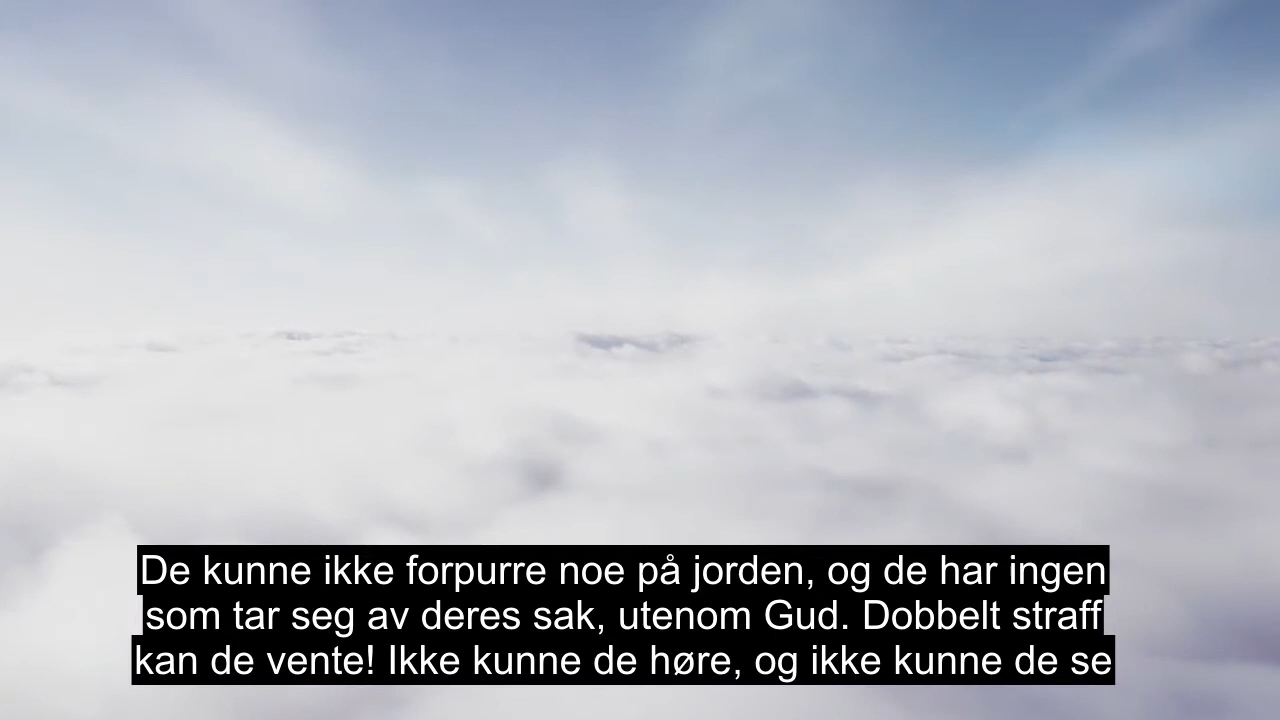 De kunne ikke forpurre noe på jorden, og de har ingen
som tar seg av deres sak, utenom Gud. Dobbelt straff
kan de vente! Ikke kunne de høre, og ikke kunne de se